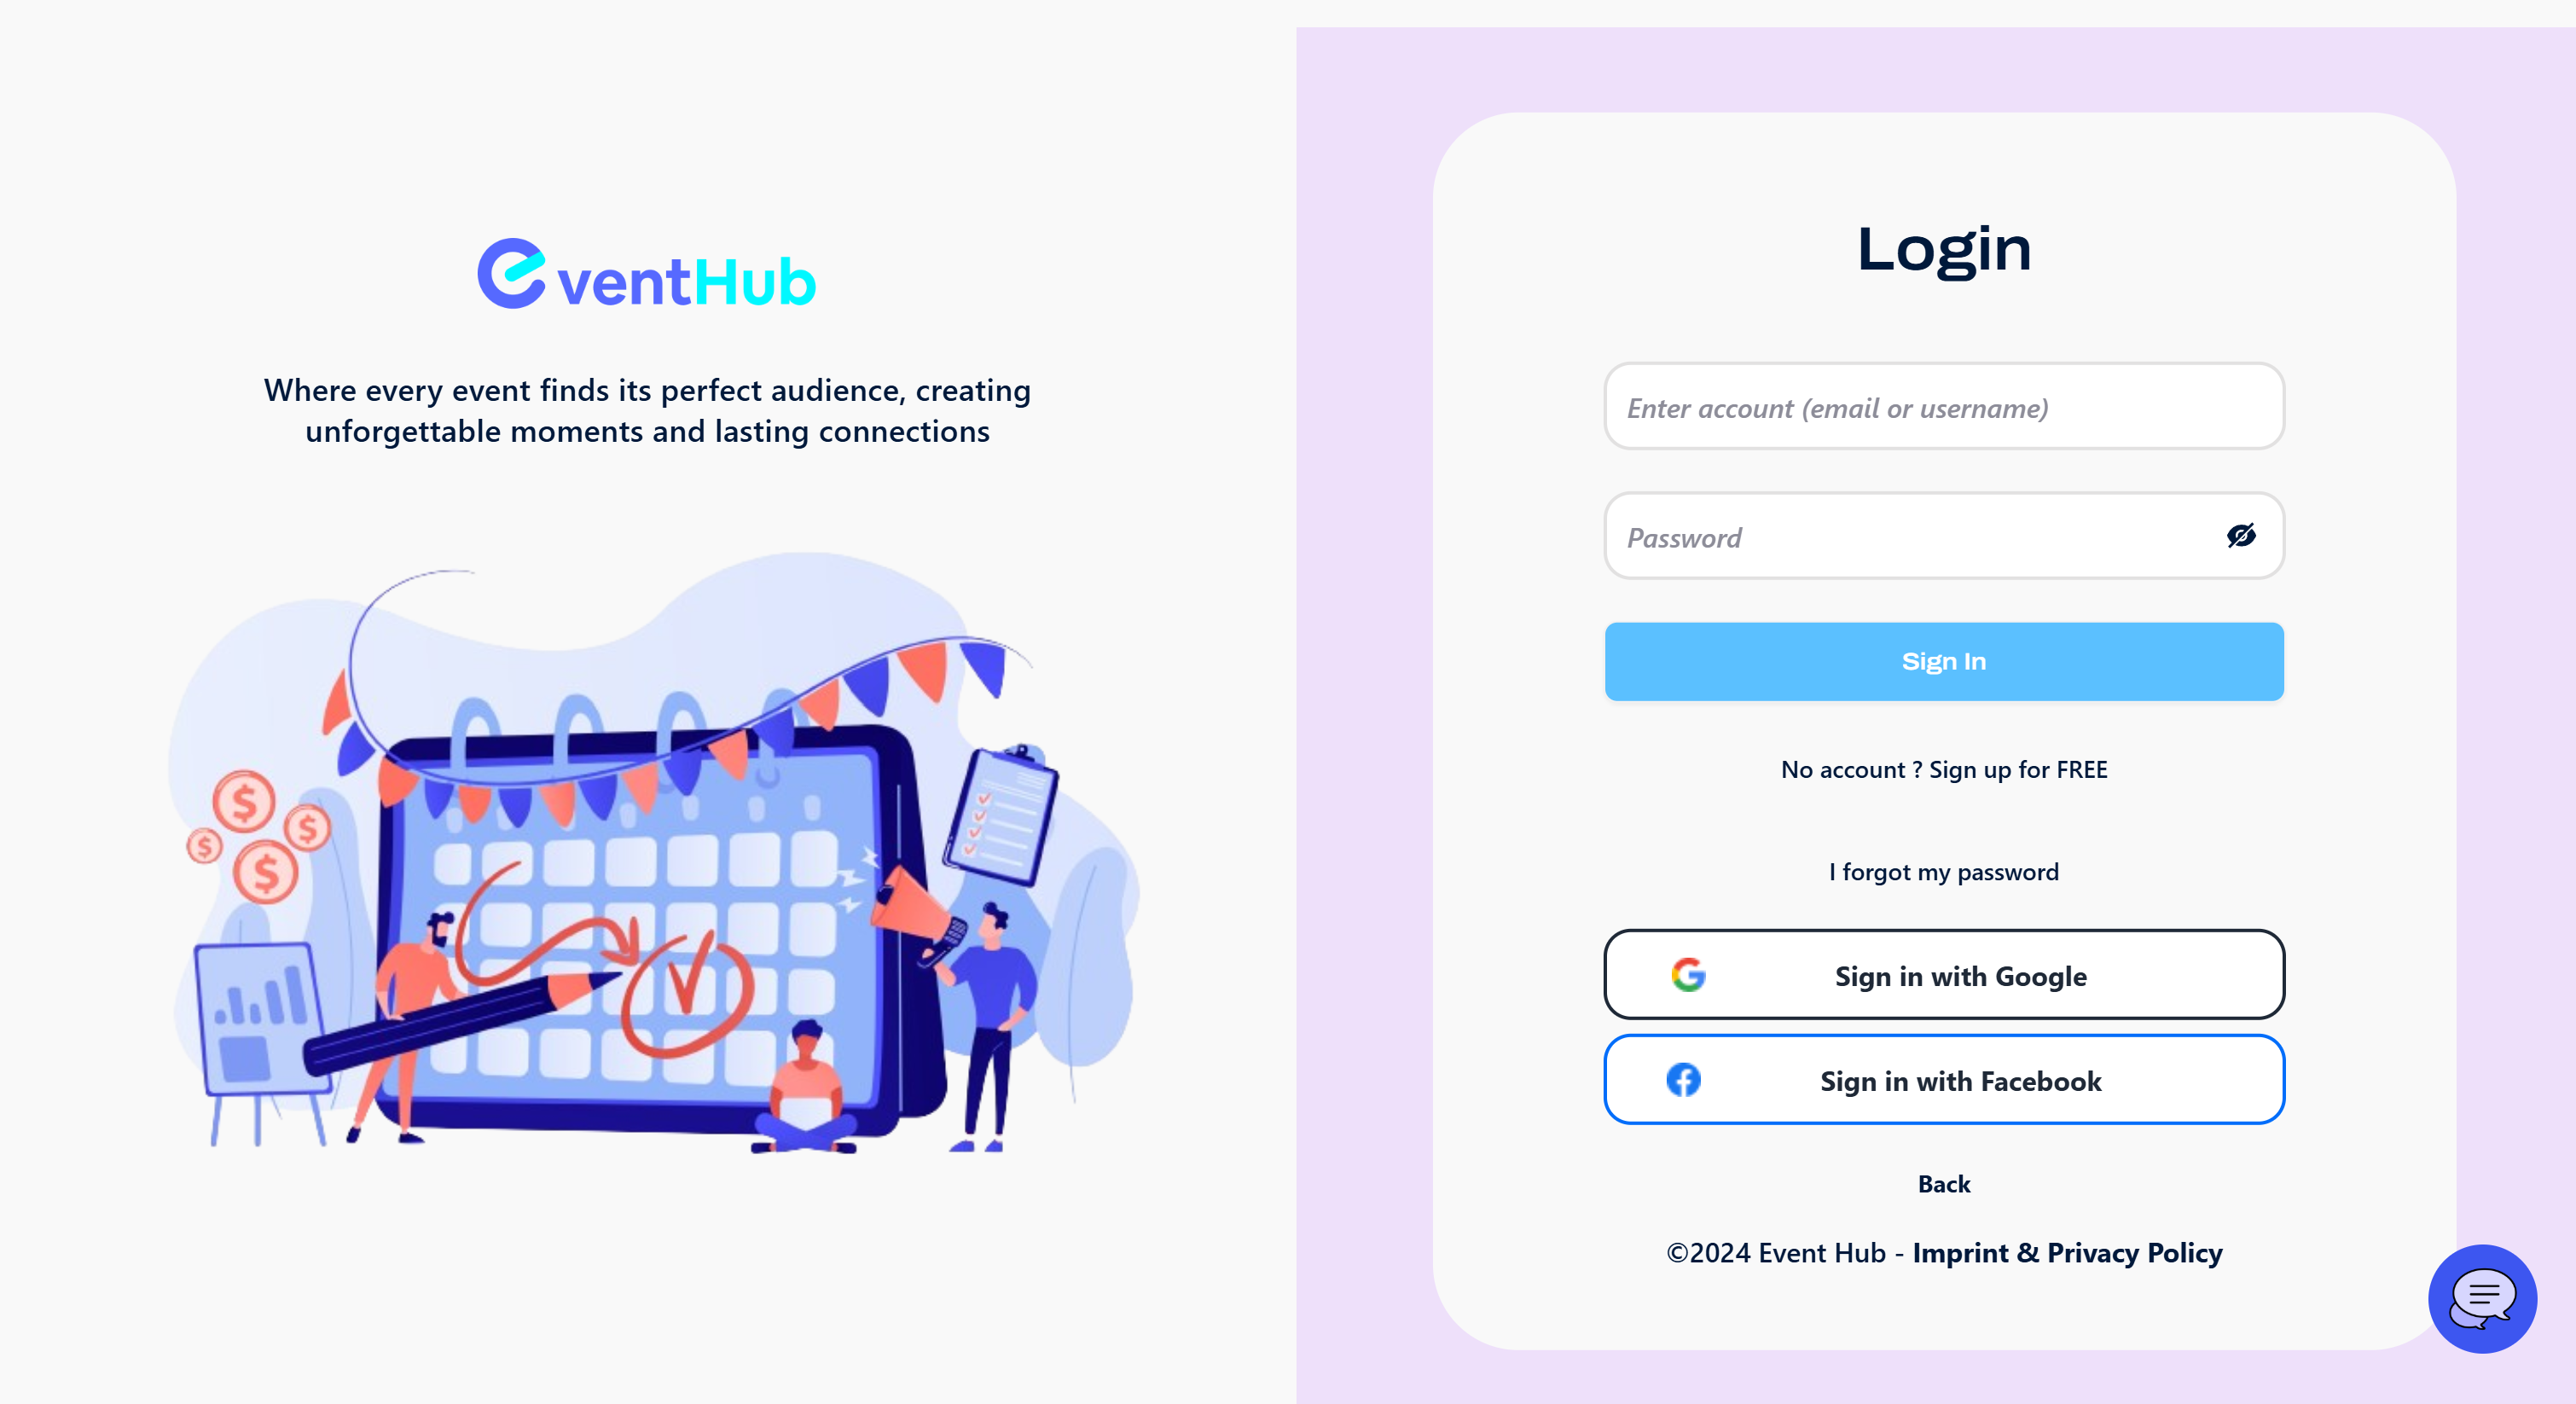 eventHub
Where every event finds its perfect audience, creating
unforgettable moments and lasting connections
Login
Enter account (email or username)
Password
Sign In
No account ? Sign up for FREE
I forgot my password
Sign in with Google
Sign in with Facebook
Back
©2024 Event Hub - Imprint & Privacy Policy